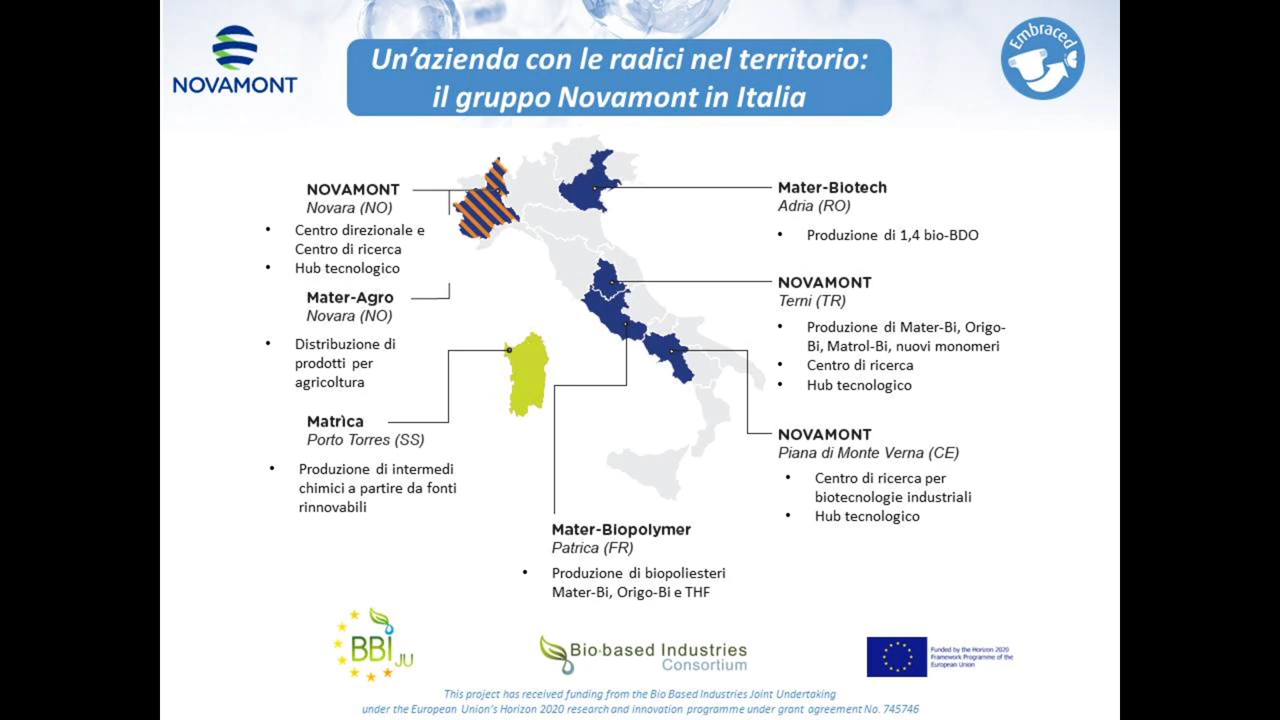 NOVAMONT
Un'azienda con le radici nel territorio:
il gruppo Novamont in Italia
Embraced
NOVAMONT
Novara (NO)
• Centro direzionale e
Centro di ricerca
• Hub tecnologico
Mater-Agro
Novara (NO)
• Distribuzione di
prodotti per
agricoltura
Matrìca
Porto Torres (SS)
• Produzione di intermedi
chimici a partire da fonti
rinnovabili
Mater-Biopolymer
Patrica (FR)
• Produzione di biopoliesteri
Mater-Bi, Origo-Bi e THF
Mater-Biotech
Adria (RO)
• Produzione di 1,4 bio-BDO
NOVAMONT
Terni (TR)
• Produzione di Mater-Bi, Origo-
Bi, Matrol-Bi, nuovi monomeri
• Centro di ricerca
• Hub tecnologico
NOVAMONT
Piana di Monte Verna (CE)
• Centro di ricerca per
biotecnologie industriali
• Hub tecnologico
BBI JU
Bio-based Industries
Consortium
Funded by the Horizon 2020
Framework Programme of the
European Union
This project has received funding from the Bio Based Industries Joint Undertaking
under the European Union's Horizon 2020 research and innovation programme under grant agreement No. 745746